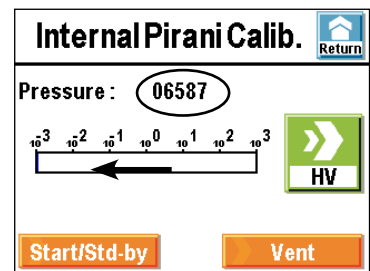 Internal Pirani Calib.
Return
Pressure : 06587
10-3 10-2 10-1 100 101 102 103
HV
Start/Std-by
Vent